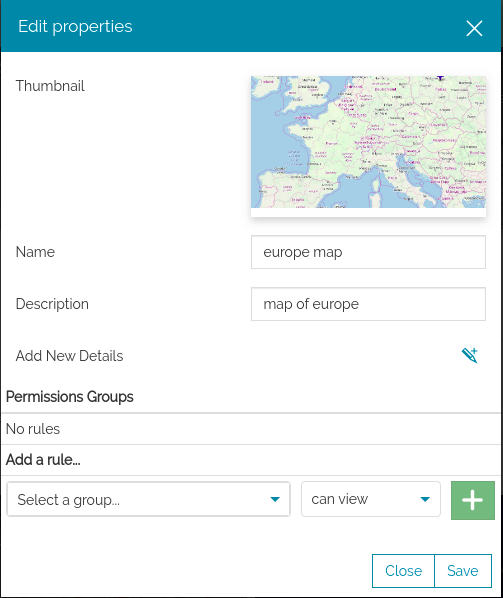 Edit properties
Thumbnail
Name
europe map
Description
map of europe
Add New Details
Permissions Groups
No rules
Add a rule...
Select a group...
can view
Close
Save